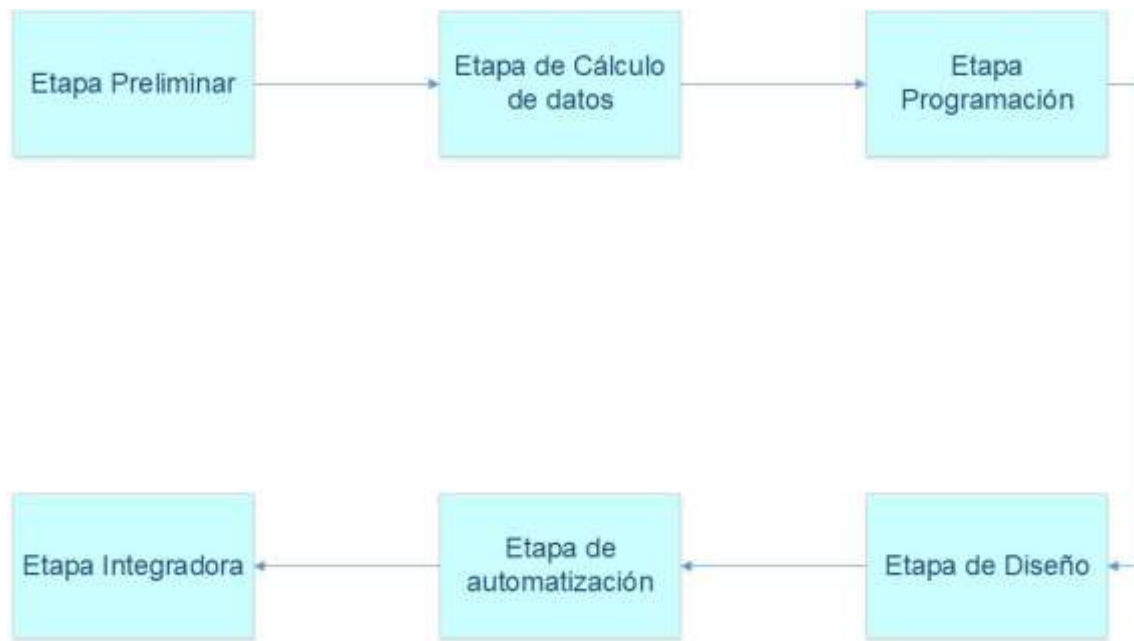 Etapa Preliminar
Etapa de Cálculo
de datos
Etapa
Programación
Etapa Integradora
Etapa de
automatización
Etapa de Diseño